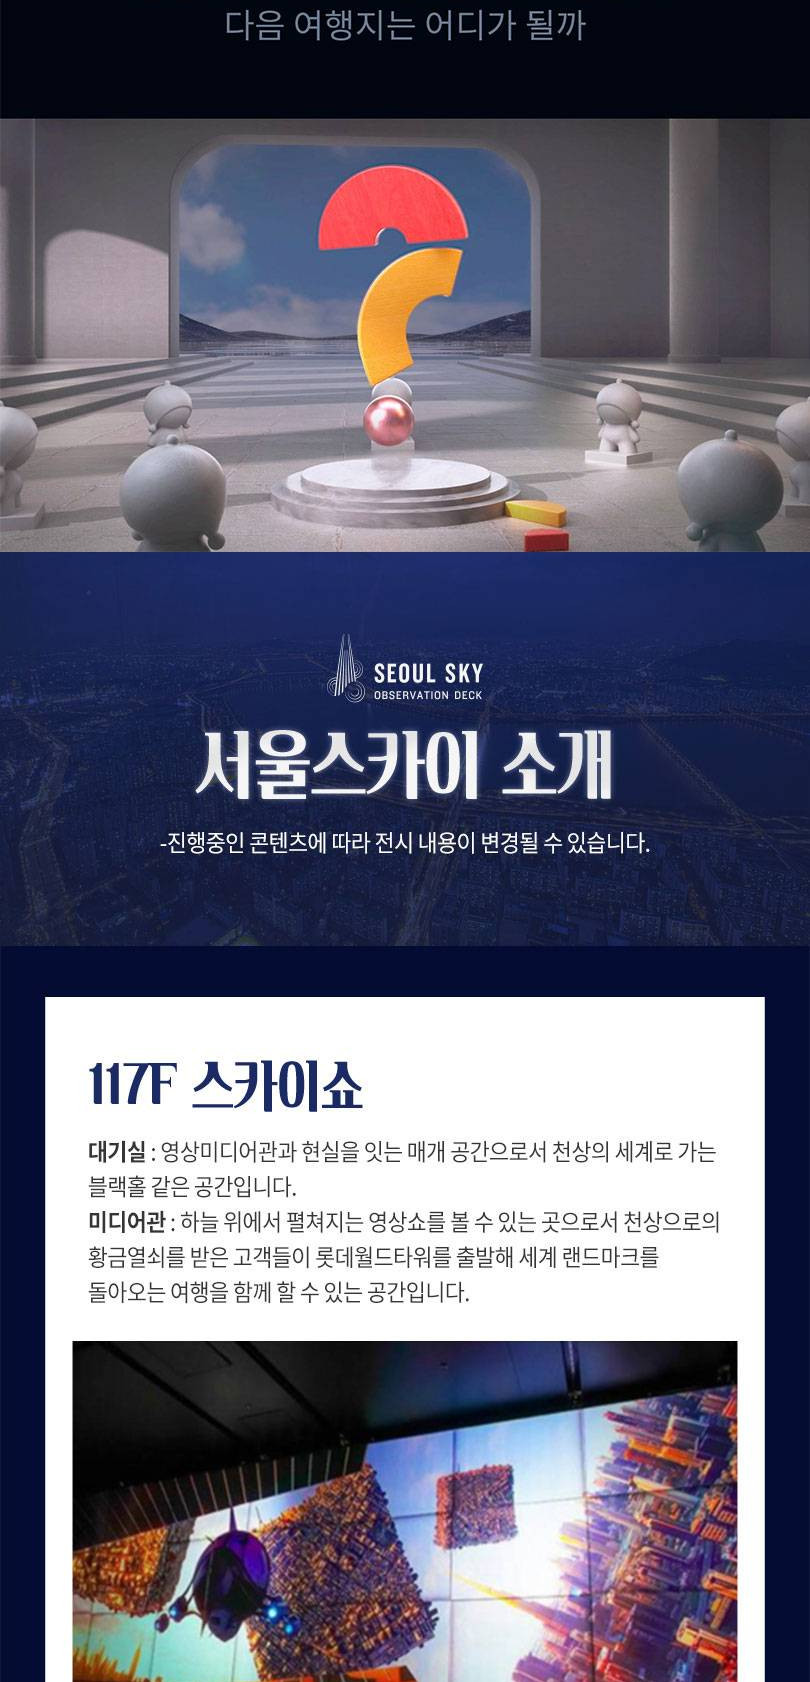 다음 여행지는 어디가 될까
SEOUL SKY
OBSERVATION DECK
서울스카이 소개
-진행중인 콘텐츠에 따라 전시 내용이 변경될 수 있습니다.
117F 스카이쇼
대기실 : 영상미디어관과 현실을 잇는 매개 공간으로서 천상의 세계로 가는
블랙홀 같은 공간입니다.
미디어관 : 하늘 위에서 펼쳐지는 영상쇼를 볼 수 있는 곳으로서 천상으로의
황금열쇠를 받은 고객들이 롯데월드타워를 출발해 세계 랜드마크를
돌아오는 여행을 함께 할 수 있는 공간입니다.